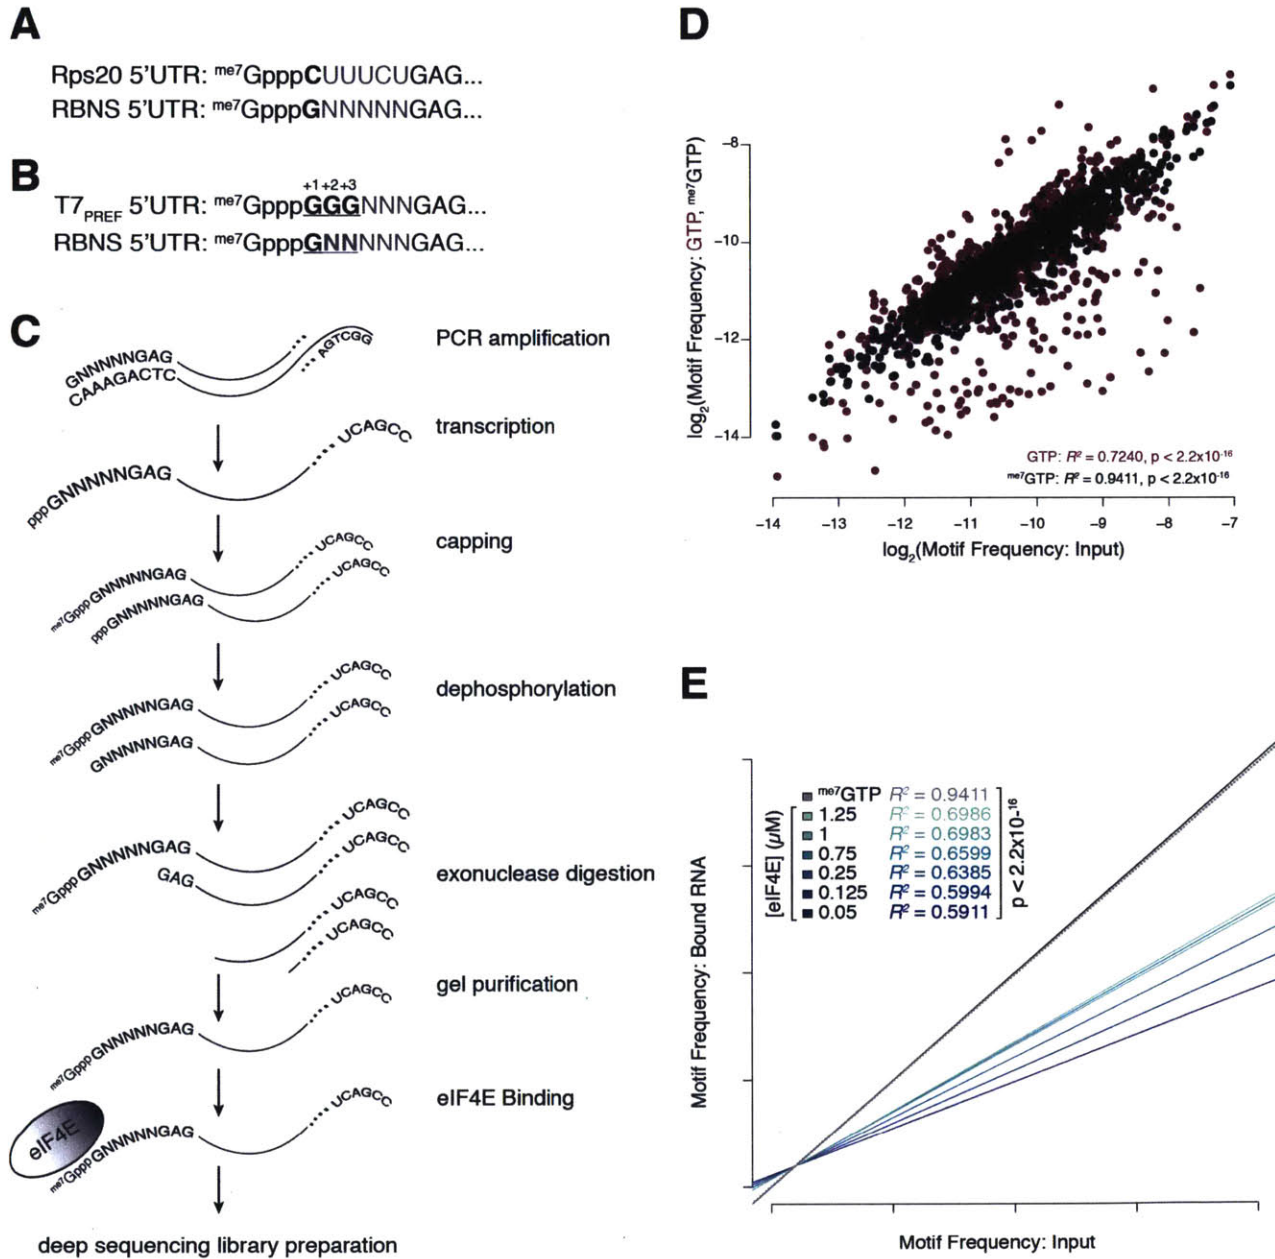 A
Rps20 5'UTR: me7GpppCUUUCUGAG...
RBNS 5'UTR: me7GpppGNNNNNGAG...
B
+1+2+3
T7PREF 5'UTR: me7GpppGGGNNNGAG...
RBNS 5'UTR: me7GpppGNNNNNGAG...
C
GNNNNNGAG
CAAAGACTC
AGTCGG
PCR amplification
transcription
UCAGCC
pppGNNNNNGAG
capping
UCAGCC
UCAGCC
me7GpppGNNNNNGAG
pppGNNNNNGAG
dephosphorylation
UCAGCC
UCAGCC
me7GpppGNNNNNGAG
GNNNNNGAG
exonuclease digestion
UCAGCC
UCAGCC
me7GpppGNNNNNGAG
GAG
UCAGCC
UCAGCC
gel purification
UCAGCC
me7GpppGNNNNNGAG
eIF4E Binding
UCAGCC
eIF4E
me7GpppGNNNNNGAG
deep sequencing library preparation
D
log2(Motif Frequency: GTP, me7GTP)
-8
-10
-12
-14
GTP: R² = 0.7240, p < 2.2x10-16
me7GTP: R² = 0.9411, p < 2.2x10-16
-14 -13 -12 -11 -10 -9 -8 -7
log2(Motif Frequency: Input)
E
Motif Frequency: Bound RNA
[eIF4E] (µM)
me7GTP R² = 0.9411
1.25 R² = 0.6986
1 R² = 0.6983
0.75 R² = 0.6599
0.25 R² = 0.6385
0.125 R² = 0.5994
0.05 R² = 0.5911
p < 2.2x10-16
Motif Frequency: Input